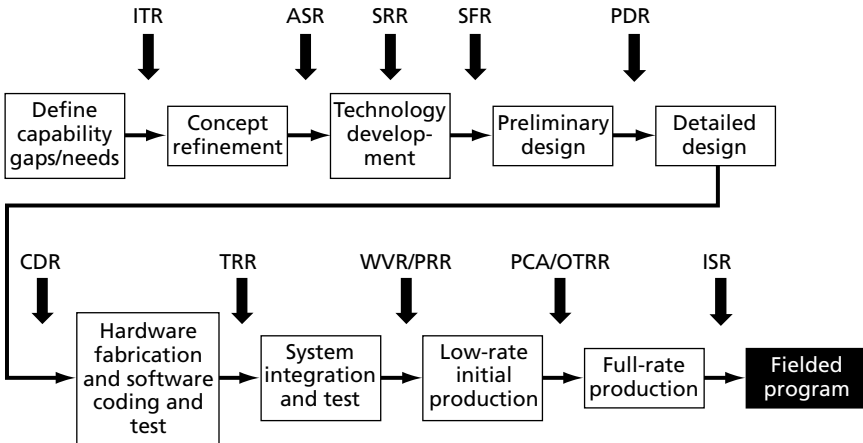 ITR ASR SRR SFR PDR
Define
capability
gaps/needs
Concept
refinement
Technology
develop-
ment
Preliminary
design
Detailed
design
CDR TRR WVR/PRR PCA/OTRR ISR
Hardware
fabrication
and software
coding and
test
System
integration
and test
Low-rate
initial
production
Full-rate
production
Fielded
program